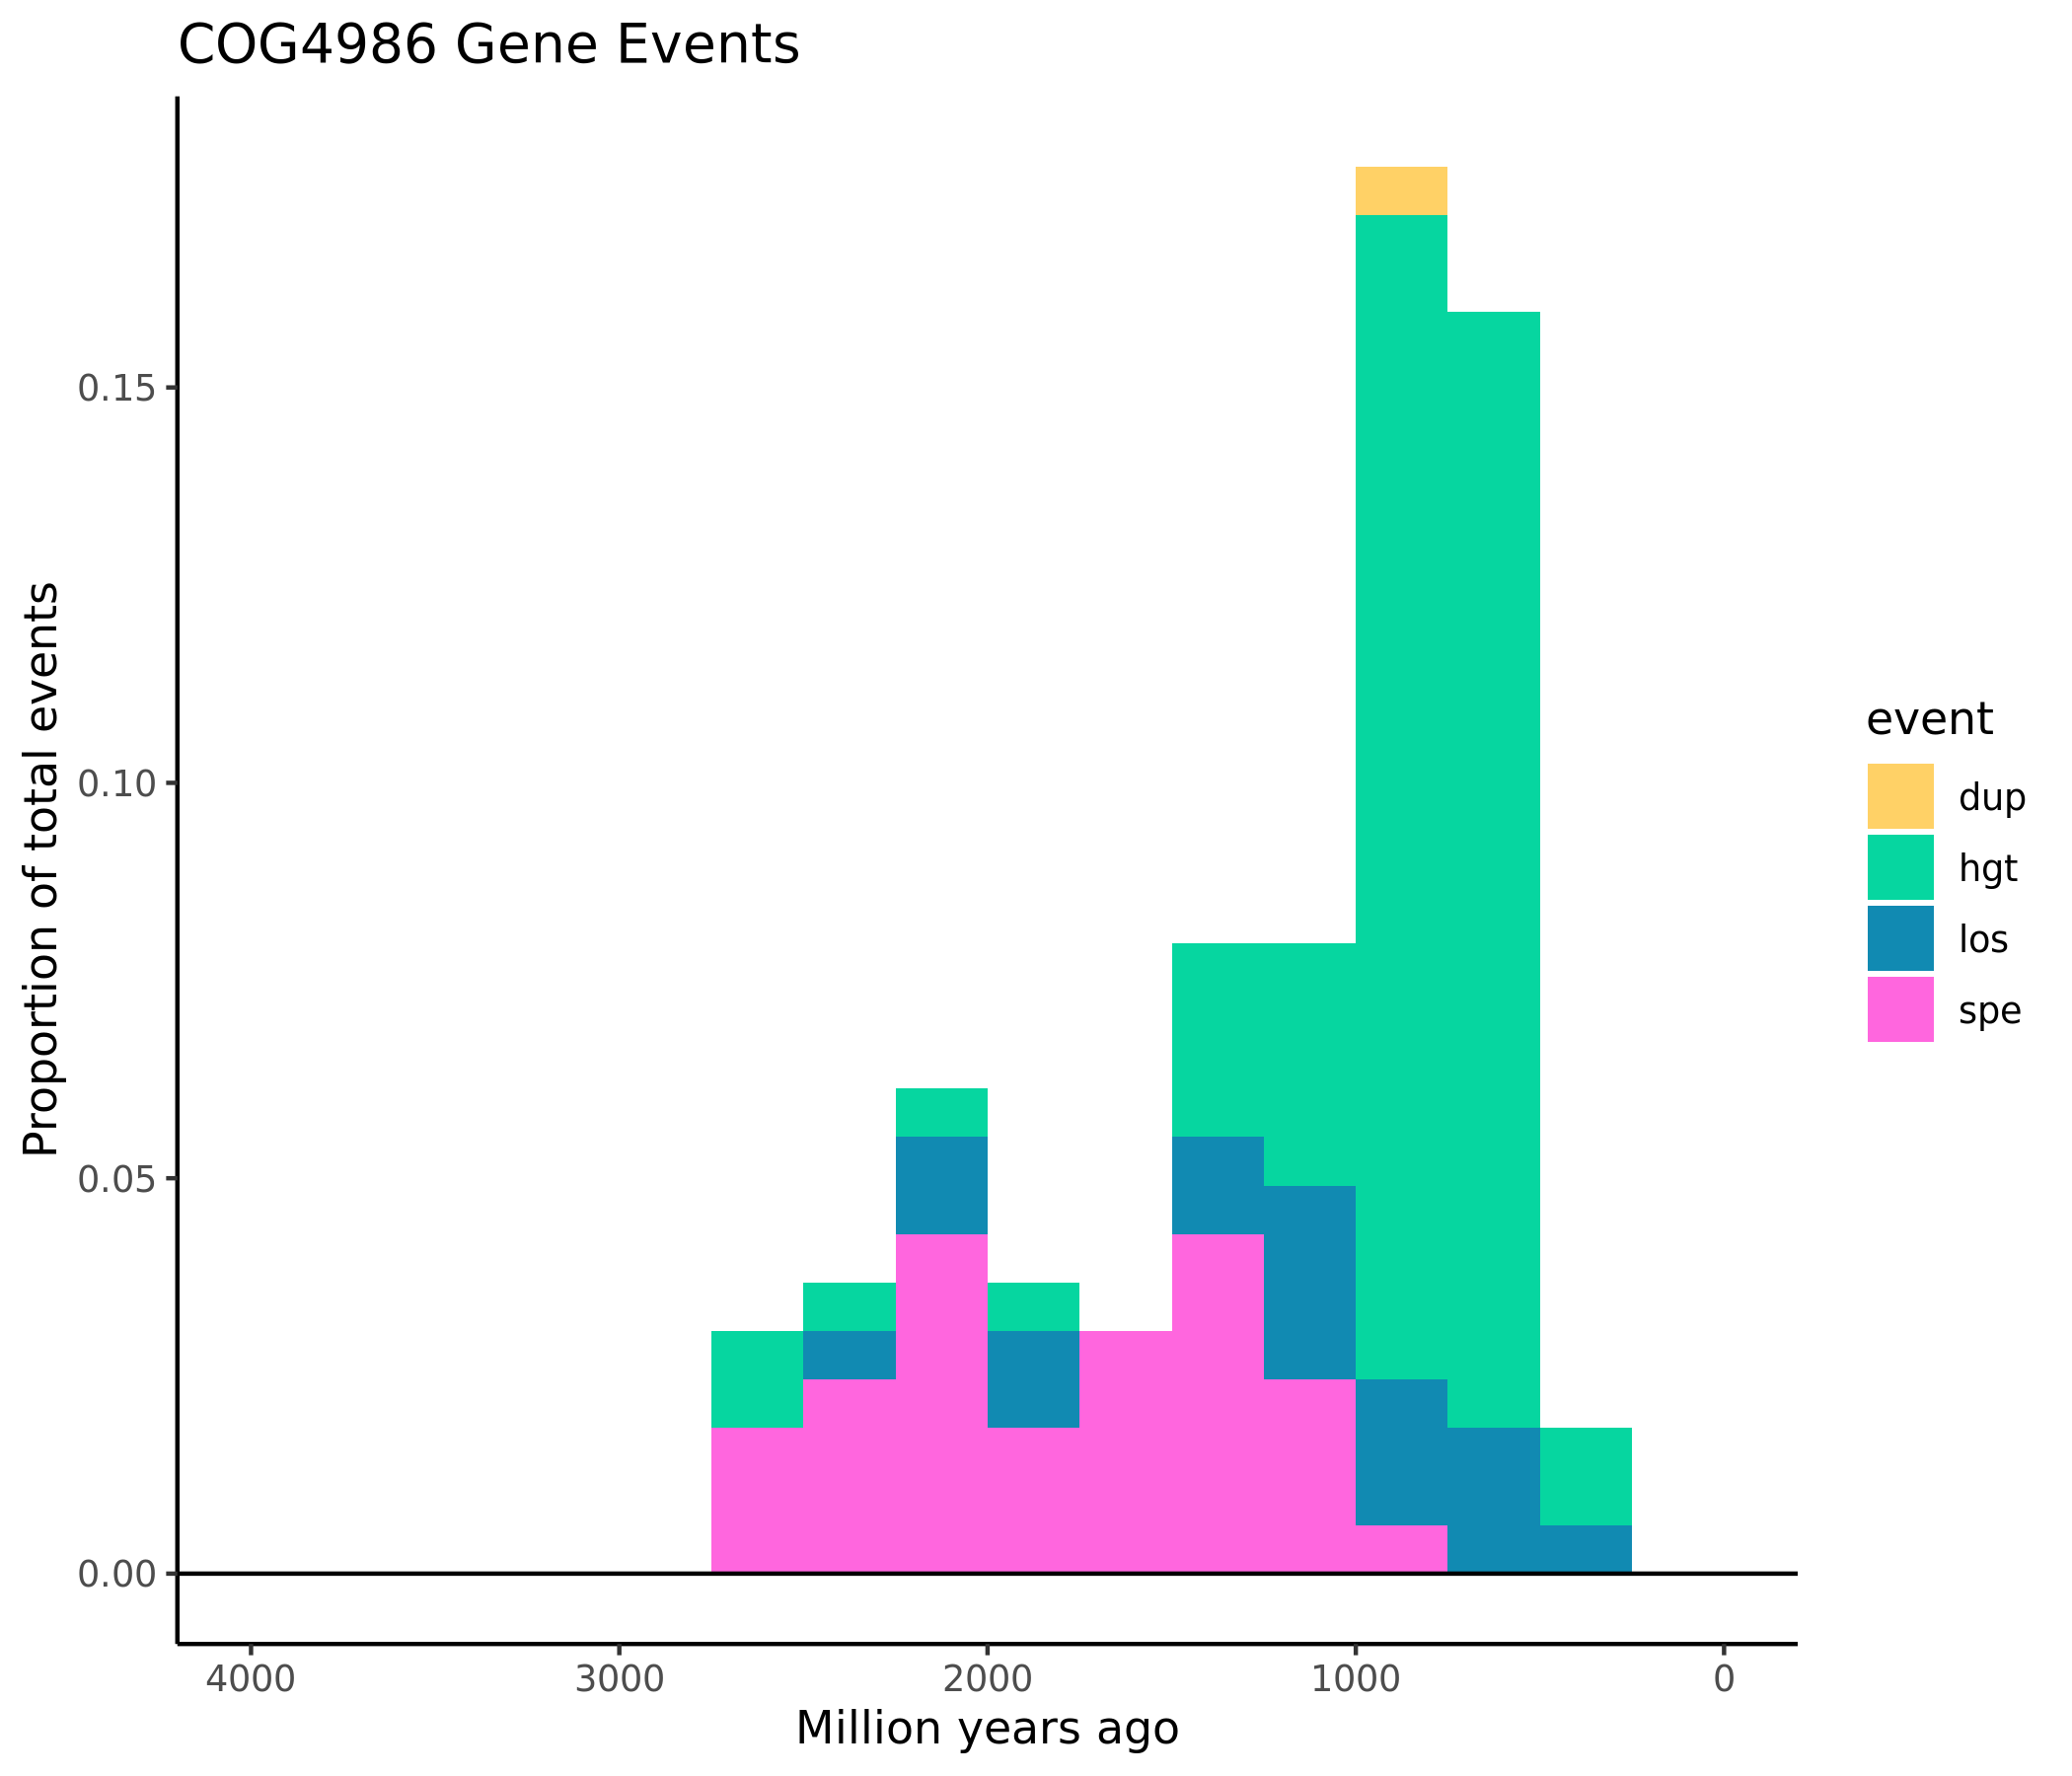 COG4986 Gene Events
Proportion of total events
0.15
0.10
0.05
0.00
4000 3000 2000 1000 0
Million years ago
event
dup
hgt
los
spe